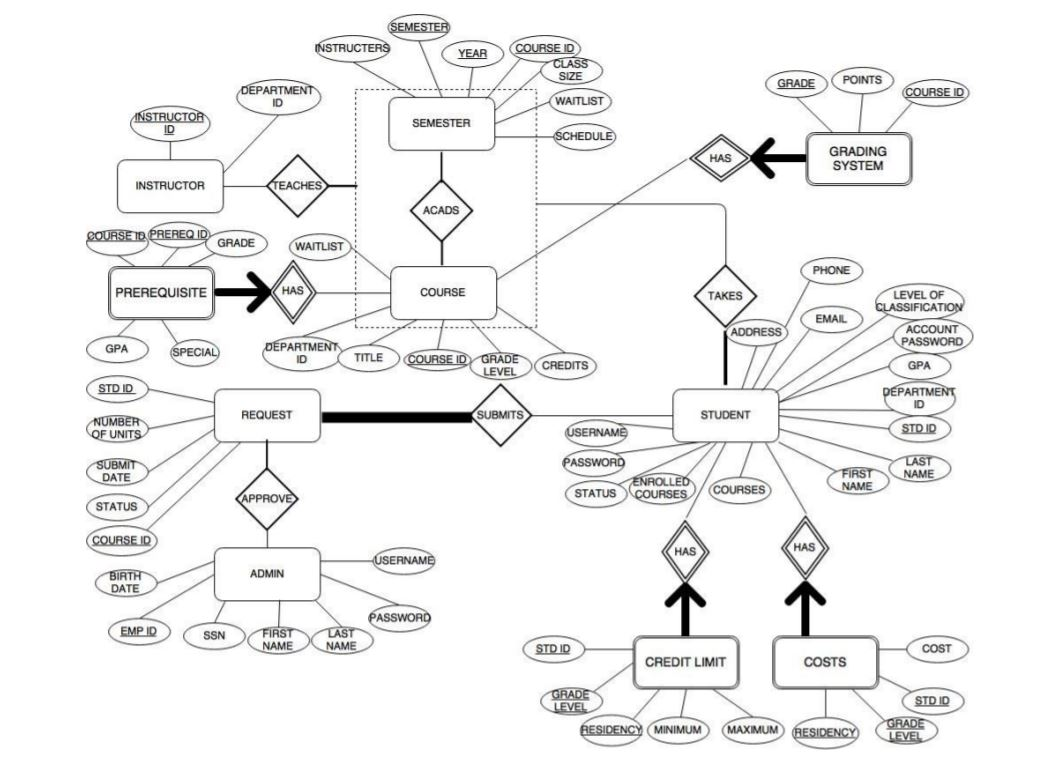 SEMESTER
INSTRUCTERS
YEAR
COURSE ID
CLASS
SIZE
WAITLIST
SCHEDULE
SEMESTER
DEPARTMENT
ID
INSTRUCTOR
ID
INSTRUCTOR
TEACHES
ACADS
GRADE
POINTS
COURSE ID
HAS
GRADING
SYSTEM
COURSE ID
PREREQ ID
GRADE
WAITLIST
PREREQUISITE
HAS
COURSE
GPA
SPECIAL
DEPARTMENT
ID
TITLE
COURSE ID
GRADE
LEVEL
CREDITS
TAKES
PHONE
ADDRESS
EMAIL
LEVEL OF
CLASSIFICATION
ACCOUNT
PASSWORD
GPA
DEPARTMENT
ID
STD ID
LAST
NAME
FIRST
NAME
STD ID
NUMBER
OF UNITS
SUBMIT
DATE
STATUS
COURSE ID
REQUEST
SUBMITS
STUDENT
USERNAME
PASSWORD
STATUS
ENROLLED
COURSES
COURSES
APPROVE
ADMIN
USERNAME
PASSWORD
BIRTH
DATE
EMP ID
SSN
FIRST
NAME
LAST
NAME
HAS
HAS
STD ID
CREDIT LIMIT
GRADE
LEVEL
RESIDENCY
MINIMUM
MAXIMUM
COSTS
COST
STD ID
GRADE
LEVEL
RESIDENCY